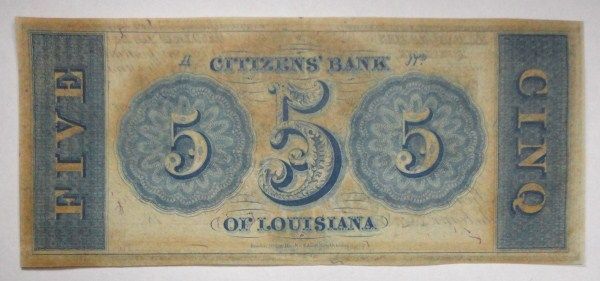 CITIZENS' BANK
FIVE
5
5
5
CINQ
OF LOUISIANA